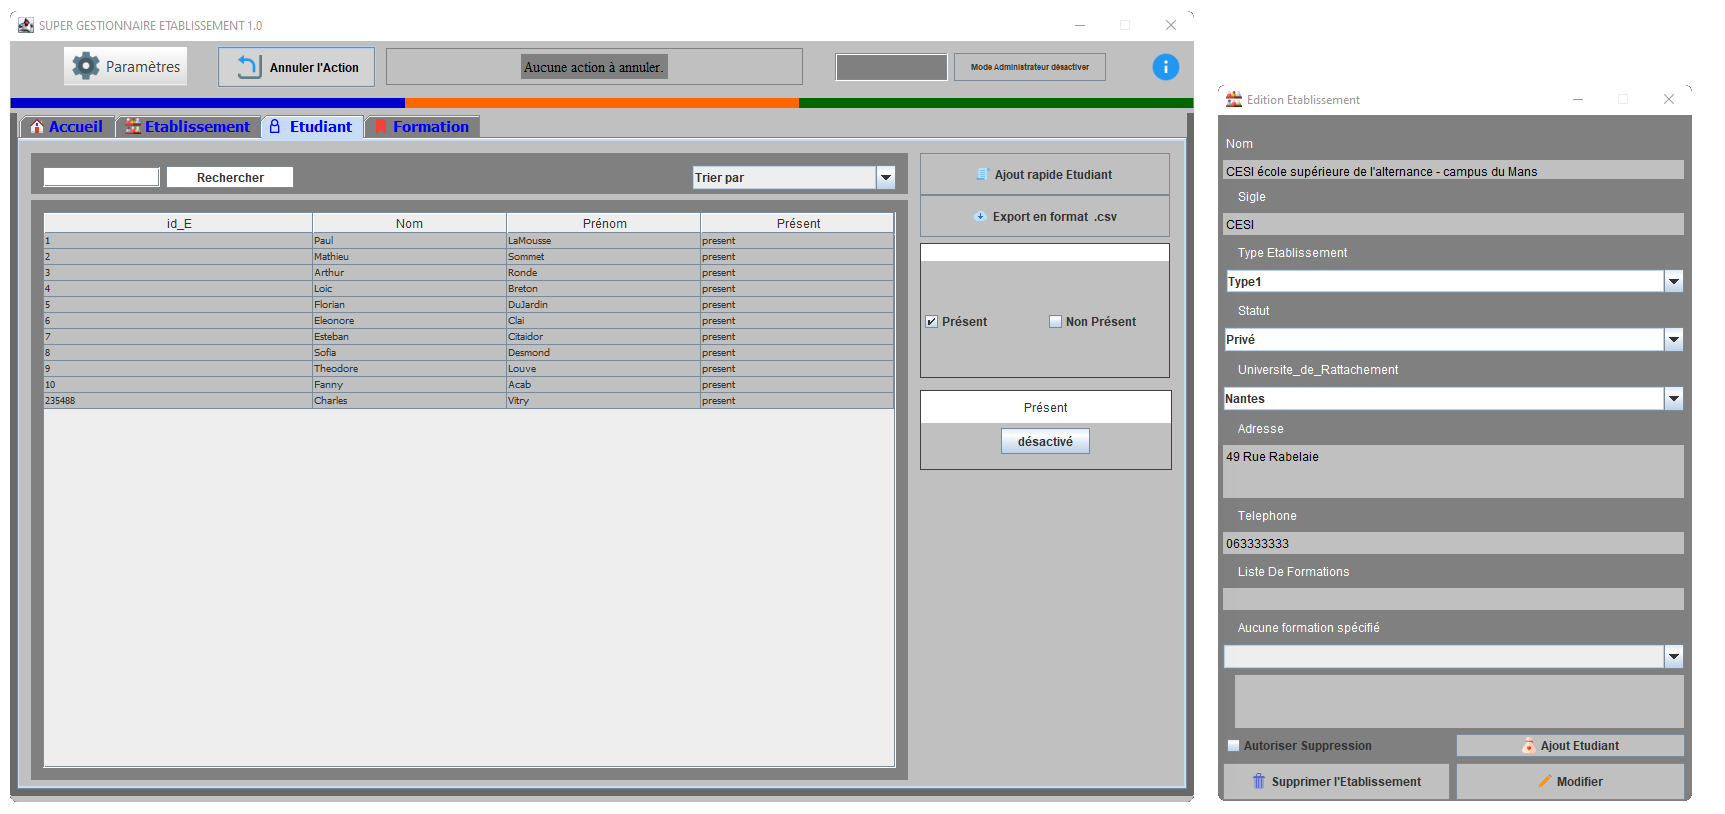 SUPER GESTIONNAIRE ETABLISSEMENT 1.0
Paramètres
Annuler l'Action
Aucune action à annuler.
Mode Administrateur désactiver
Accueil
Etablissement
Etudiant
Formation
Rechercher
Trier par
id_E Nom Prénom Présent
1 Paul LaMousse present
2 Mathieu Sommet present
3 Arthur Ronde present
4 Loic Breton present
5 Florian DuJardin present
6 Eleonore Clai present
7 Esteban Citaidor present
8 Sofia Desmond present
9 Theodore Louve present
10 Fanny Acab present
235488 Charles Vitry present
Ajout rapide Etudiant
Export en format .csv
Présent
Non Présent
Présent
désactivé
Edition Etablissement
Nom
CESI école supérieure de l'alternance - campus du Mans
Sigle
CESI
Type Etablissement
Type1
Statut
Privé
Universite_de_Rattachement
Nantes
Adresse
49 Rue Rabelaie
Telephone
063333333
Liste De Formations
Aucune formation spécifié
Autoriser Suppression
Ajout Etudiant
Supprimer l'Etablissement
Modifier